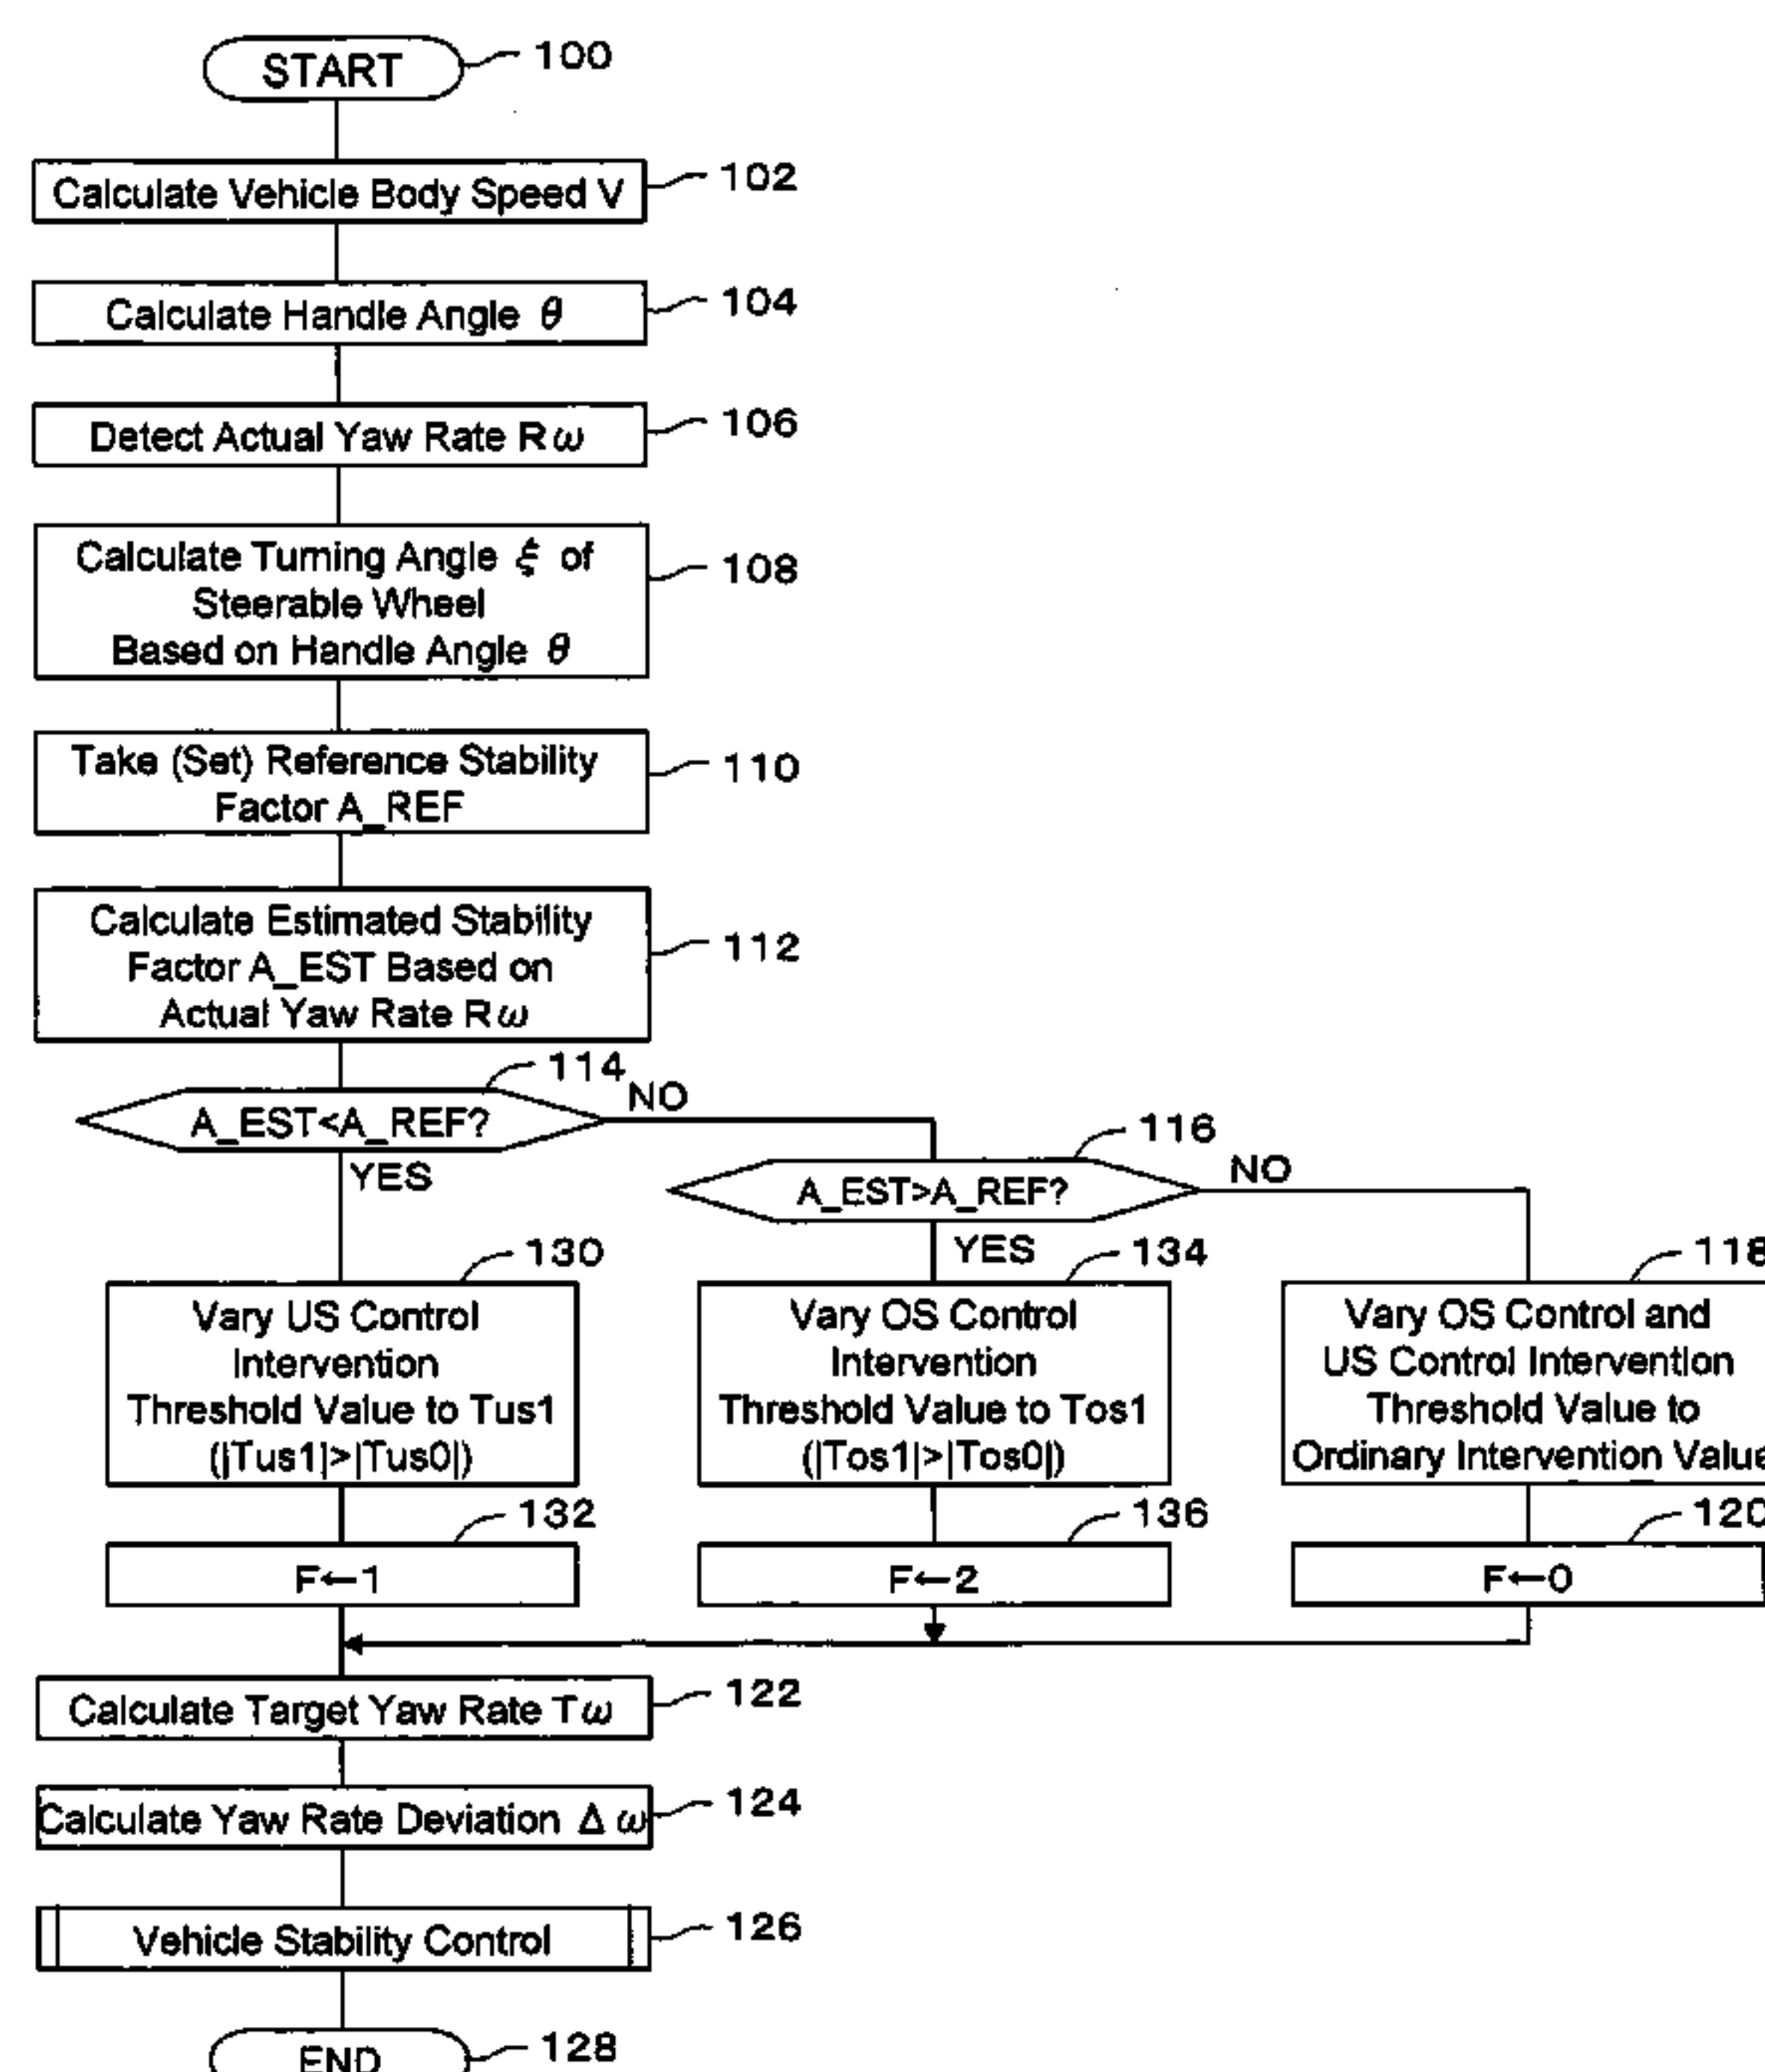 START
100
Calculate Vehicle Body Speed V
102
Calculate Handle Angle θ
104
Detect Actual Yaw Rate Rω
106
Calculate Turning Angle ξ of
Steerable Wheel
Based on Handle Angle θ
108
Take (Set) Reference Stability
Factor A_REF
110
Calculate Estimated Stability
Factor A_EST Based on
Actual Yaw Rate Rω
112
A_EST<A_REF?
114
NO
YES
A_EST>A_REF?
116
NO
YES
Vary US Control
Intervention
Threshold Value to Tus1
(|Tus1|>|Tus0|)
130
Vary OS Control
Intervention
Threshold Value to Tos1
(|Tos1|>|Tos0|)
134
Vary OS Control and
US Control Intervention
Threshold Value to
Ordinary Intervention Value
118
F←1
132
F←2
136
F←0
120
Calculate Target Yaw Rate Tω
122
Calculate Yaw Rate Deviation Δω
124
Vehicle Stability Control
126
END
128